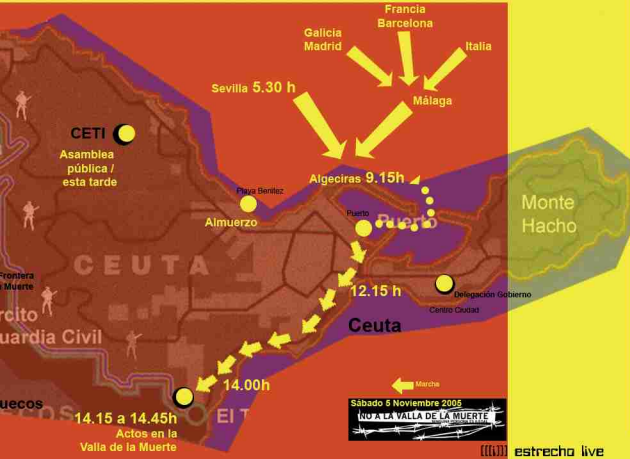 Francia
Barcelona
Galicia
Madrid
Italia
Sevilla 5.30 h
Málaga
CETI
Asamblea
pública /
esta tarde
Algeciras 9.15h
Playa Benitez
Almuerzo
Puerto
Puerto
Monte
Hacho
CEUTA
Frontera
Muerte
12.15 h
Delegación Gobierno
Centro Ciudad
Ceuta
rcito
uardia Civil
14.00h
Marcha
uecos
14.15 a 14.45h
Actos en la
Valla de la Muerte
El T
Sábado 5 Noviembre 2005
NO A LA VALLA DE LA MUERTE
estrecho live